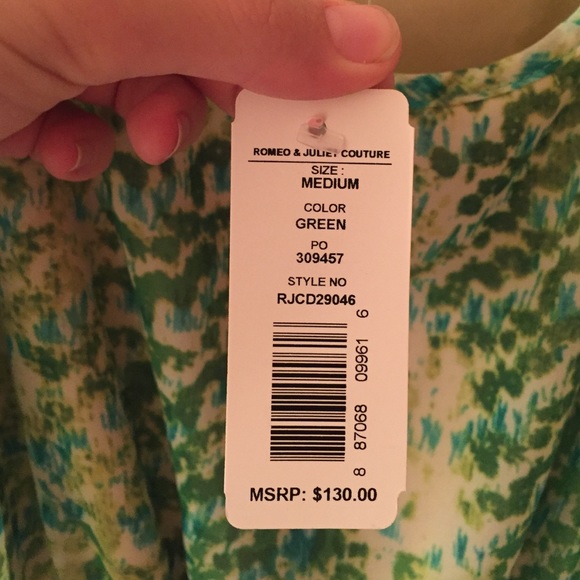 ROMEO & JULIET COUTURE
SIZE :
MEDIUM
COLOR
GREEN
PO
309457
STYLE NO
RJCD29046
8 87068 09961 6
MSRP: $130.00